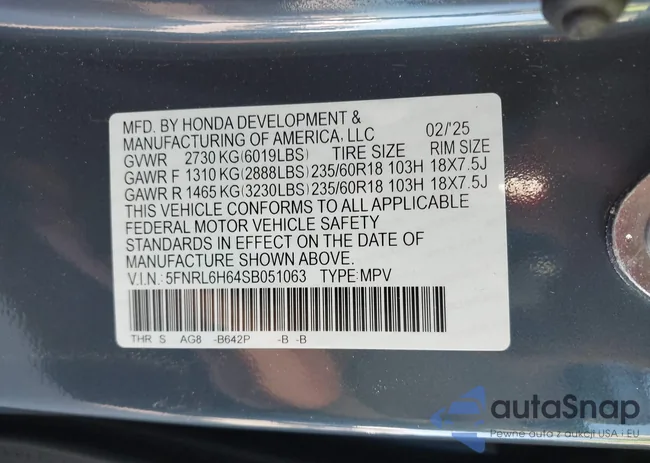 MFD. BY HONDA DEVELOPMENT &
MANUFACTURING OF AMERICA, LLC 02/'25
GVWR 2730 KG(6019LBS) TIRE SIZE RIM SIZE
GAWR F 1310 KG(2888LBS) 235/60R18 103H 18X7.5J
GAWR R 1465 KG(3230LBS) 235/60R18 103H 18X7.5J
THIS VEHICLE CONFORMS TO ALL APPLICABLE
FEDERAL MOTOR VEHICLE SAFETY
STANDARDS IN EFFECT ON THE DATE OF
MANUFACTURE SHOWN ABOVE.
V.I.N.: 5FNRL6H64SB051063 TYPE:MPV
THR S AG8 -B642P -B -B
autaSnap
Pewne auta z aukcji USA i EU